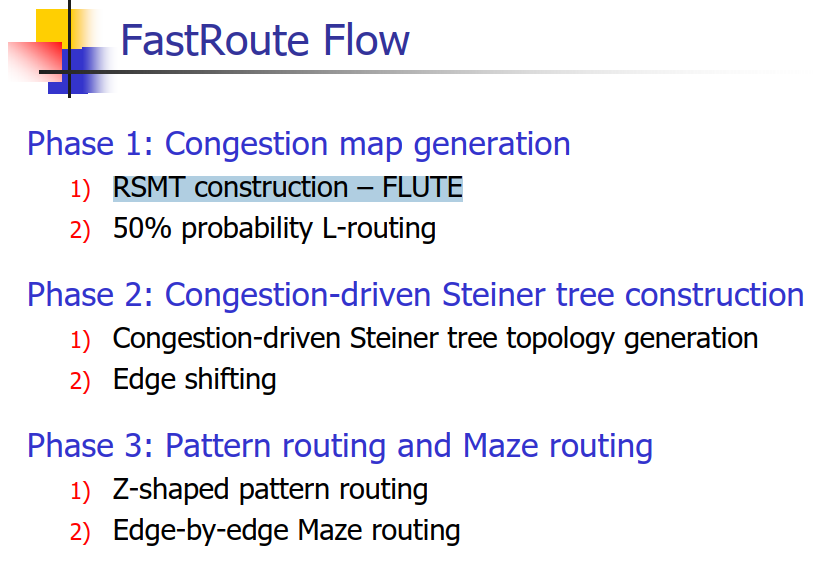 FastRoute Flow
Phase 1: Congestion map generation
1) RSMT construction – FLUTE
2) 50% probability L-routing
Phase 2: Congestion-driven Steiner tree construction
1) Congestion-driven Steiner tree topology generation
2) Edge shifting
Phase 3: Pattern routing and Maze routing
1) Z-shaped pattern routing
2) Edge-by-edge Maze routing